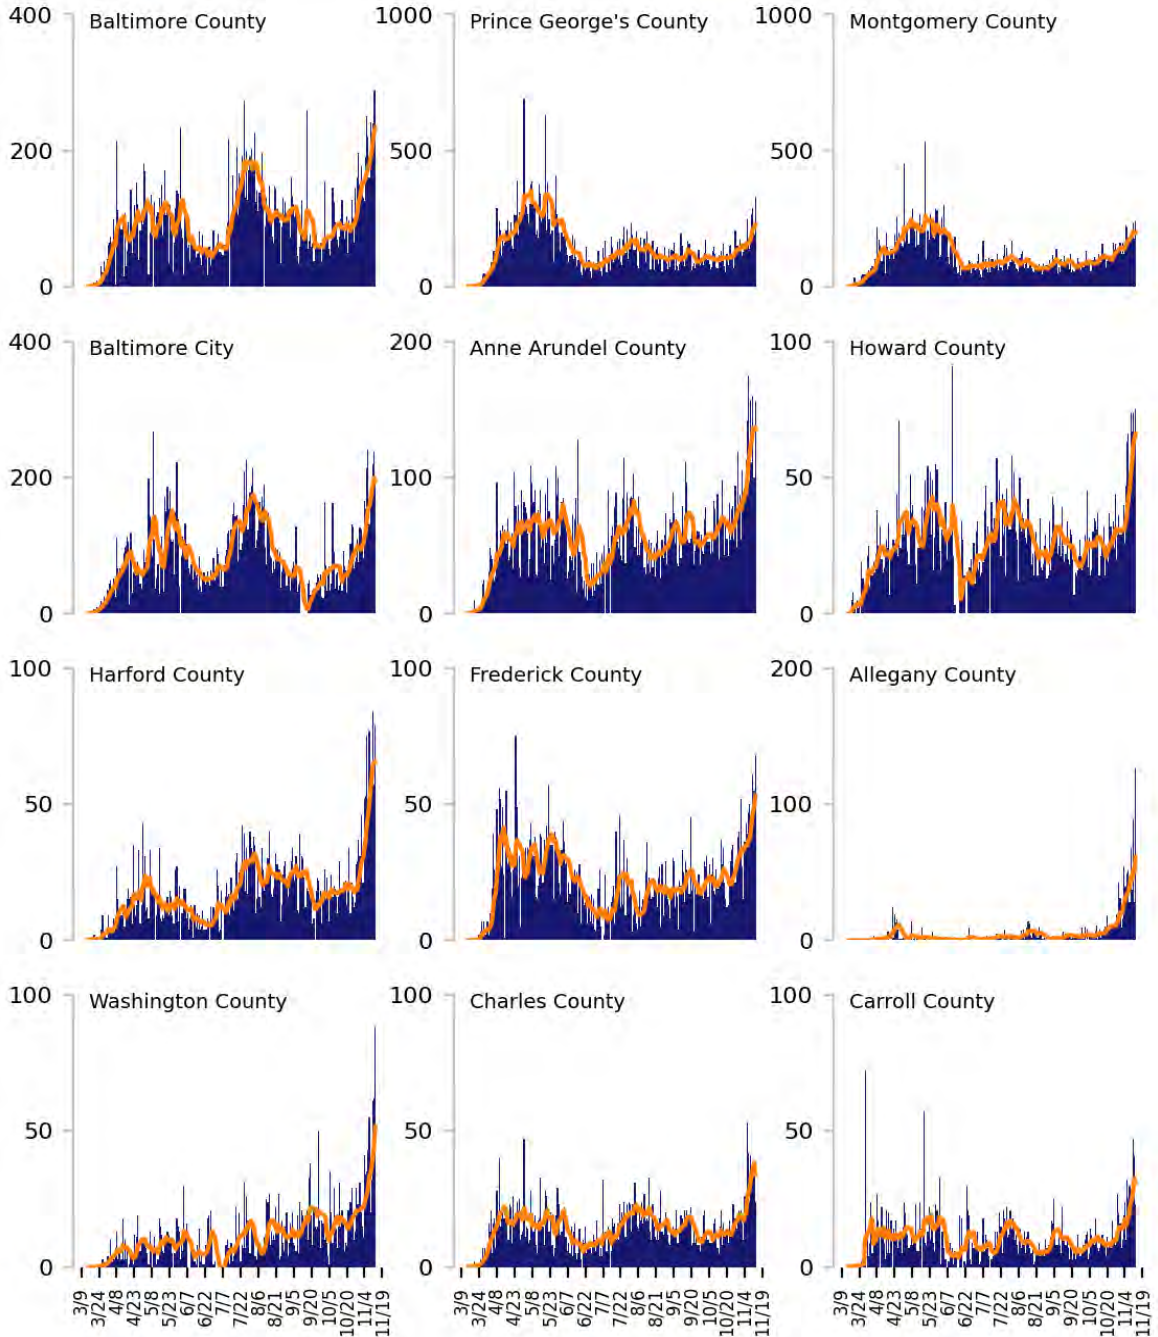 400 Baltimore County 1000 Prince George's County 1000 Montgomery County
200 500 500
0 0 0
400 Baltimore City 200 Anne Arundel County 100 Howard County
200 100 50
0 0 0
100 Harford County 100 Frederick County 200 Allegany County
50 50 100
0 0 0
100 Washington County 100 Charles County 100 Carroll County
50 50 50
0 0 0
3/9 3/24 4/8 4/23 5/8 5/23 6/7 6/22 7/7 7/22 8/6 8/21 9/5 9/20 10/5 10/20 11/4 11/19
3/9 3/24 4/8 4/23 5/8 5/23 6/7 6/22 7/7 7/22 8/6 8/21 9/5 9/20 10/5 10/20 11/4 11/19
3/9 3/24 4/8 4/23 5/8 5/23 6/7 6/22 7/7 7/22 8/6 8/21 9/5 9/20 10/5 10/20 11/4 11/19